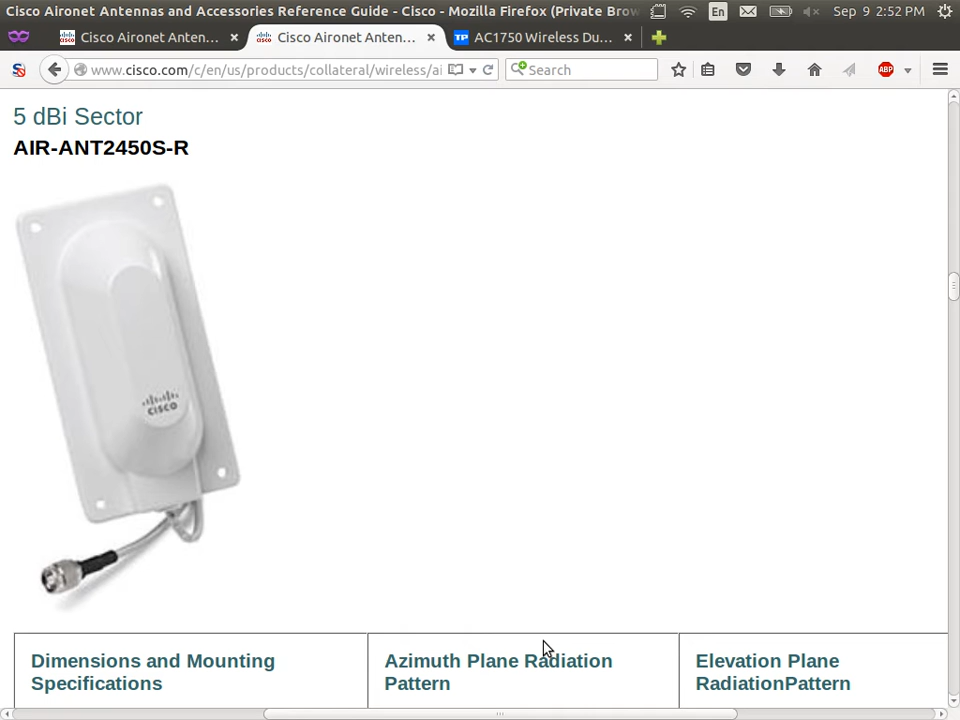 Cisco Aironet Antennas and Accessories Reference Guide - Cisco - Mozilla Firefox (Private Brow
En
Sep 9 2:52 PM
Cisco Aironet Anten...
Cisco Aironet Anten...
TP
AC1750 Wireless Du...
www.cisco.com/c/en/us/products/collateral/wireless/ai
Search
ABP
5 dBi Sector
AIR-ANT2450S-R
CISCO
Dimensions and Mounting
Specifications
Azimuth Plane Radiation
Pattern
Elevation Plane
RadiationPattern